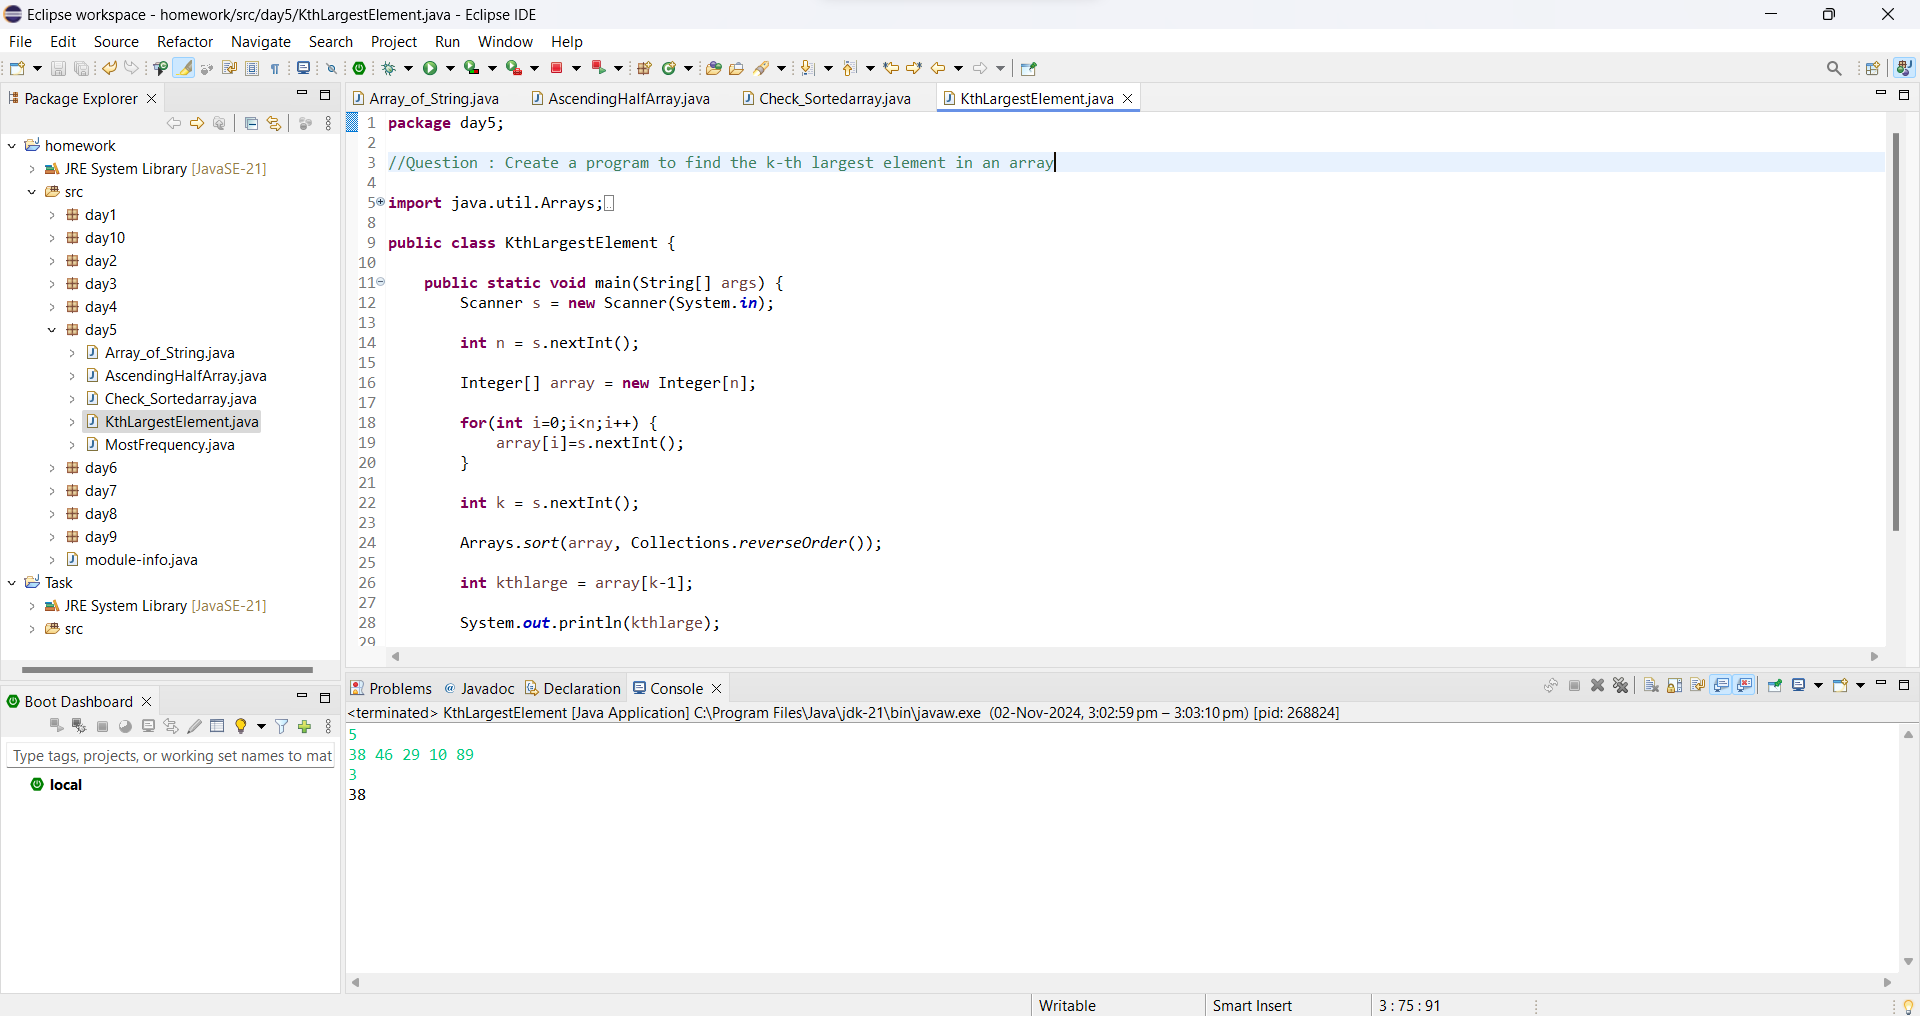 Eclipse workspace - homework/src/day5/KthLargestElement.java - Eclipse IDE
File Edit Source Refactor Navigate Search Project Run Window Help
Package Explorer
homework
JRE System Library [JavaSE-21]
src
day1
day10
day2
day3
day4
day5
Array_of_String.java
AscendingHalfArray.java
Check_Sortedarray.java
KthLargestElement.java
MostFrequency.java
day6
day7
day8
day9
module-info.java
Task
JRE System Library [JavaSE-21]
src
Boot Dashboard
Type tags, projects, or working set names to mat
local
Array_of_String.java AscendingHalfArray.java Check_Sortedarray.java KthLargestElement.java
1 package day5;
2
3 //Question : Create a program to find the k-th largest element in an array
4
5 import java.util.Arrays;
8
9 public class KthLargestElement {
10
11 public static void main(String[] args) {
12 Scanner s = new Scanner(System.in);
13
14 int n = s.nextInt();
15
16 Integer[] array = new Integer[n];
17
18 for(int i=0;i<n;i++) {
19 array[i]=s.nextInt();
20 }
21
22 int k = s.nextInt();
23
24 Arrays.sort(array, Collections.reverseOrder());
25
26 int kthlarge = array[k-1];
27
28 System.out.println(kthlarge);
29
Problems Javadoc Declaration Console
<terminated> KthLargestElement [Java Application] C:\Program Files\Java\jdk-21\bin\javaw.exe (02-Nov-2024, 3:02:59 pm – 3:03:10 pm) [pid: 268824]
5
38 46 29 10 89
3
38
Writable Smart Insert 3 : 75 : 91